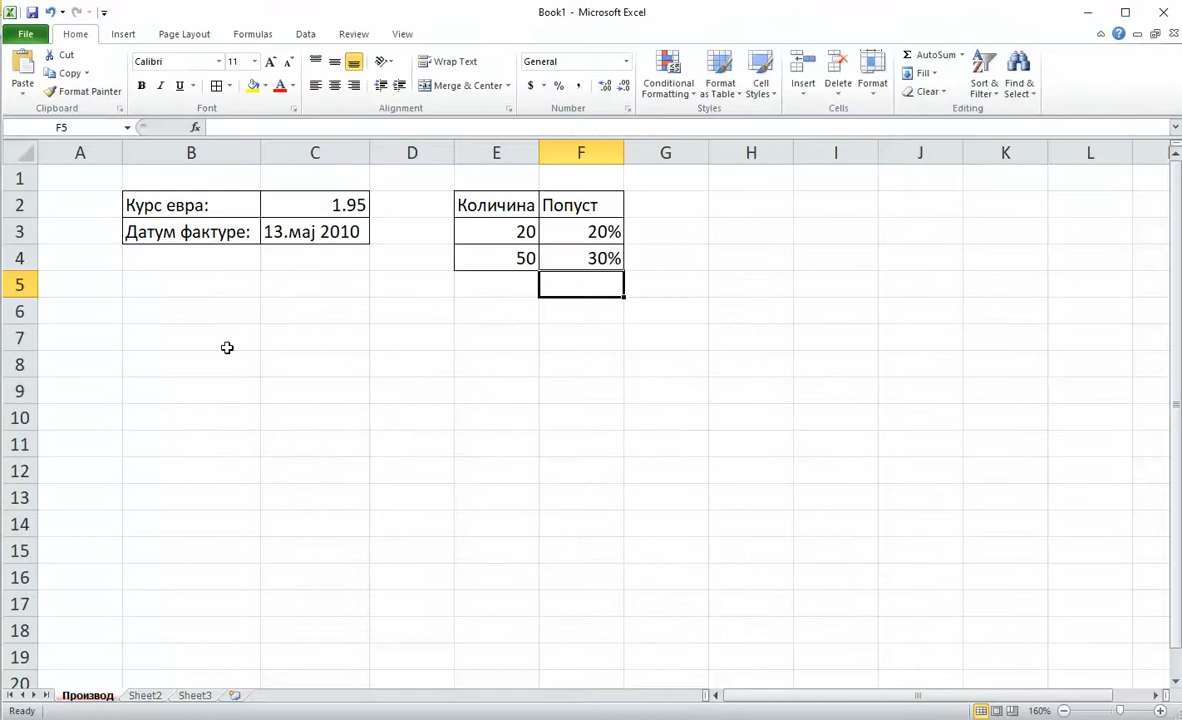 Book1 - Microsoft Excel
File Home Insert Page Layout Formulas Data Review View
Paste Cut Copy Format Painter Clipboard
Calibri 11 A A B I U A Font
Wrap Text Merge & Center Alignment
General $ % , .0 .00 .00 .0 Number
Conditional Formatting Format as Table Cell Styles Styles
Insert Delete Format Cells
Σ AutoSum Fill Clear Sort & Filter Find & Select Editing
F5 fx
A B C D E F G H I J K L
1
2 Курс евра: 1.95 Количина Попуст
3 Датум фактуре: 13.мај 2010 20 20%
4 50 30%
5
6
7
8
9
10
11
12
13
14
15
16
17
18
19
20
Производ Sheet2 Sheet3
Ready 160%